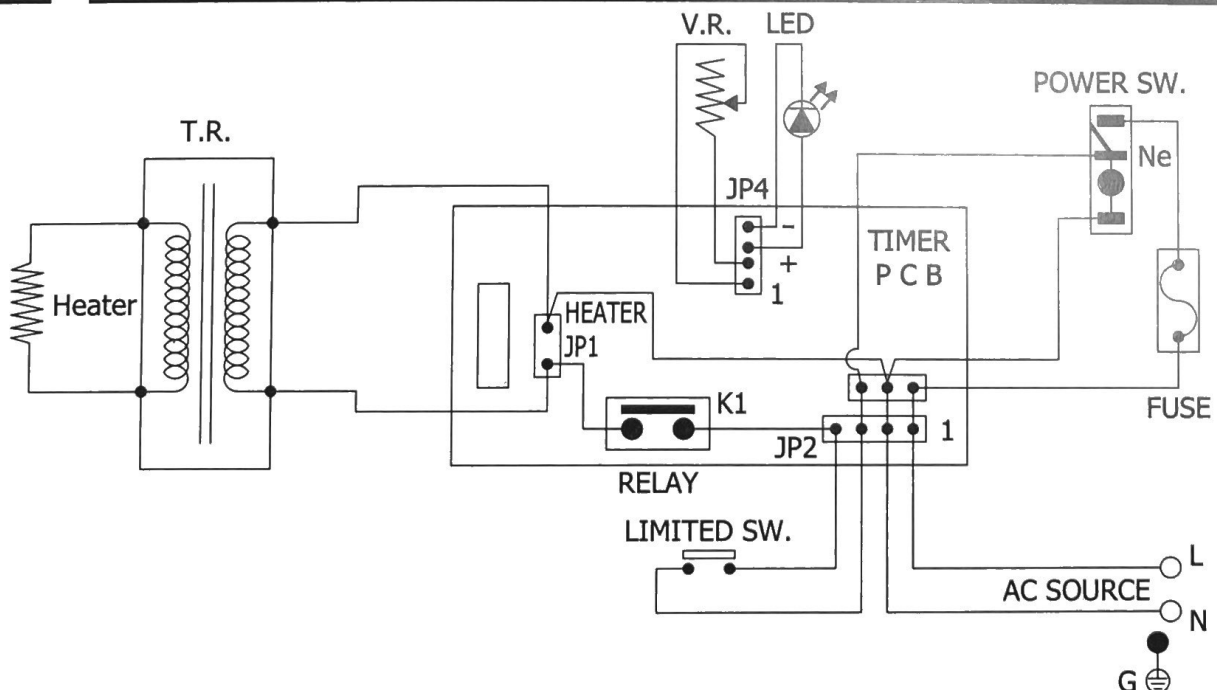 V.R. LED
POWER SW.
T.R.
Ne
JP4
-
TIMER
+
P C B
1
Heater
HEATER
JP1
K1
FUSE
JP2
1
RELAY
LIMITED SW.
L
AC SOURCE
N
G